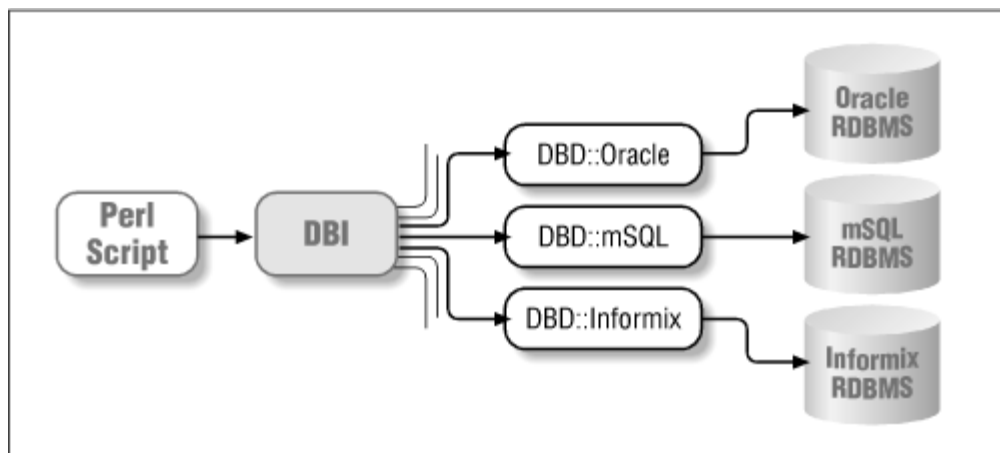 Perl
Script
DBI
DBD::Oracle
DBD::mSQL
DBD::Informix
Oracle
RDBMS
mSQL
RDBMS
Informix
RDBMS